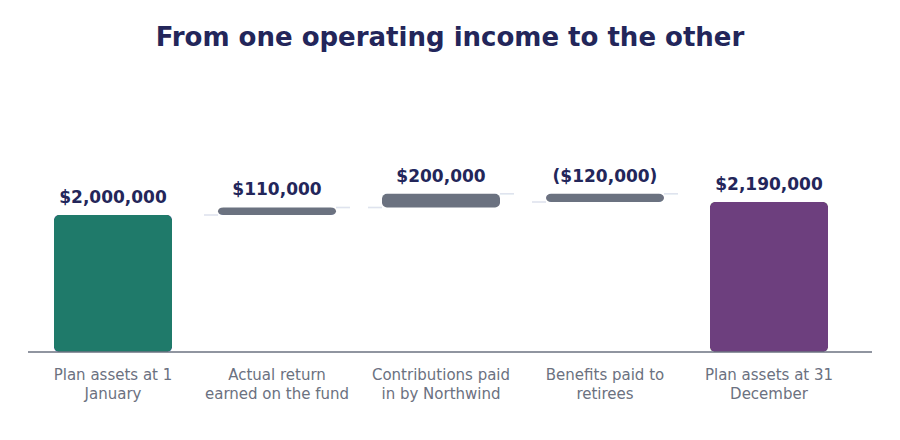 From one operating income to the other
$2,000,000
$110,000
$200,000
($120,000)
$2,190,000
Plan assets at 1
January
Actual return
earned on the fund
Contributions paid
in by Northwind
Benefits paid to
retirees
Plan assets at 31
December